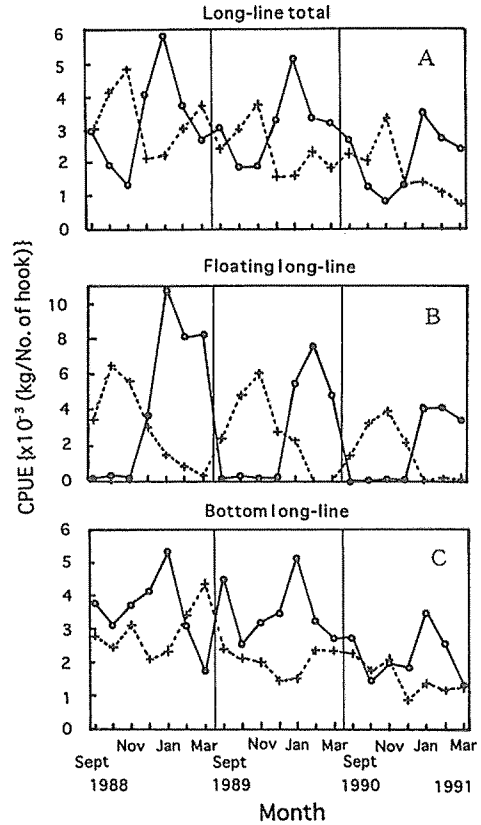 Long-line total
A
6
5
4
3
2
1
0
Floating long-line
B
10
8
6
4
2
0
CPUE {x10⁻³ (kg/No. of hook)}
Bottom long-line
C
6
5
4
3
2
1
0
Nov Jan Mar Nov Jan Mar Nov Jan Mar
Sept Sept Sept
1988 1989 1990 1991
Month